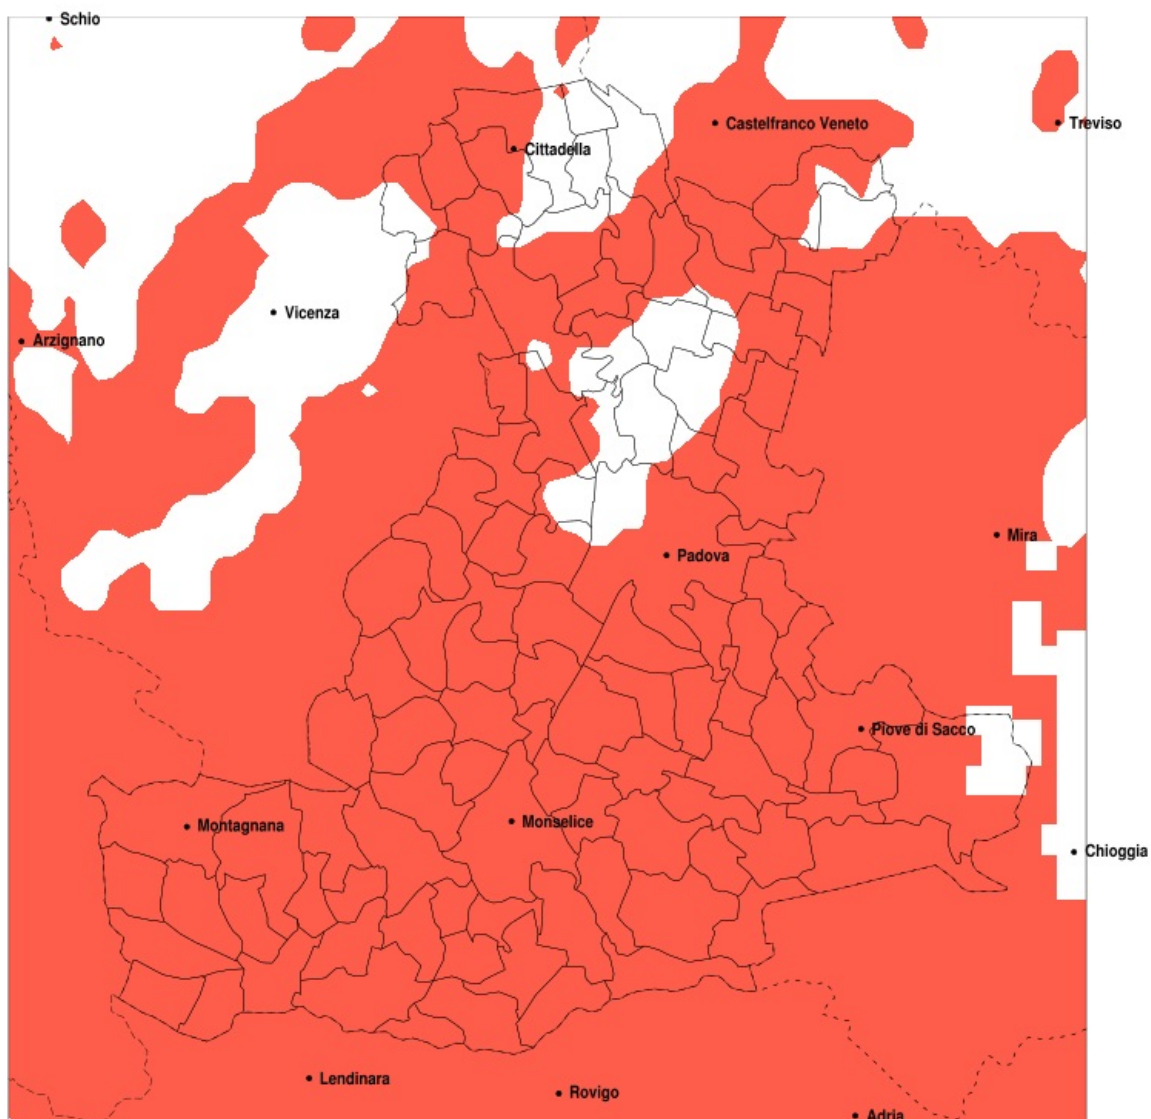 Schio
Castelfranco Veneto
Treviso
Cittadella
Vicenza
Arzignano
Mira
Padova
Piove di Sacco
Monselice
Montagnana
Chioggia
Lendinara
Rovigo
Adria